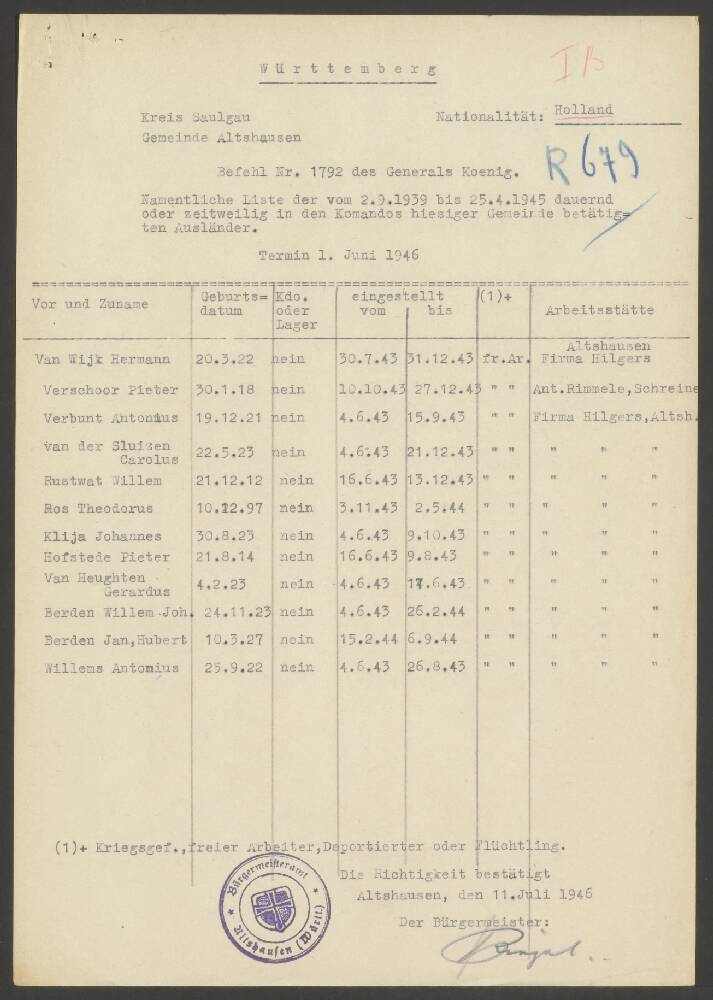 Württemberg
I B
Kreis Saulgau Nationalität: Holland
Gemeinde Altshausen
Befehl Nr. 1792 des Generals Koenig.
R 679
Namentliche Liste der vom 2.9.1939 bis 25.4.1945 dauernd
oder zeitweilig in den Komandos hiesiger Gemeinde betätig=
ten Ausländer.
Termin 1. Juni 1946
Vor und Zuname Geburts=datum Kdo. oder Lager eingestellt vom bis (1)+ Arbeitsstätte
Altshausen
Van Wijk Hermann 20.3.22 nein 30.7.43 31.12.43 fr.Ar. Firma Hilgers
Verschoor Pieter 30.1.18 nein 10.10.43 27.12.43 " " Ant.Rimmele,Schreine
Verbunt Antonius 19.12.21 nein 4.6.43 15.9.43 " " Firma Hilgers,Altsh.
van der Sluizen
Carolus 22.5.23 nein 4.6.43 21.12.43 " " " " "
Rustwat Willem 21.12.12 nein 16.6.43 13.12.43 " " " " "
Ros Theodorus 10.12.97 nein 3.11.43 2.5.44 " " " " "
Klija Johannes 30.8.23 nein 4.6.43 9.10.43 " " " " "
Hofstede Pieter 21.8.14 nein 16.6.43 9.8.43 " " " " "
Van Heughten
Gerardus 4.2.23 nein 4.6.43 17.6.43 " " " " "
Berden Willem Joh. 24.11.23 nein 4.6.43 26.2.44 " " " " "
Berden Jan,Hubert 10.3.27 nein 15.2.44 6.9.44 " " " " "
Willems Antonius 25.9.22 nein 4.6.43 26.8.43 " " " " "
(1)+ Kriegsgef.,freier Arbeiter,Deportierter oder Flüchtling.
Die Richtigkeit bestätigt
Altshausen, den 11.Juli 1946
Der Bürgermeister:
Bürgermeisteramt
Altshausen (Württ.)